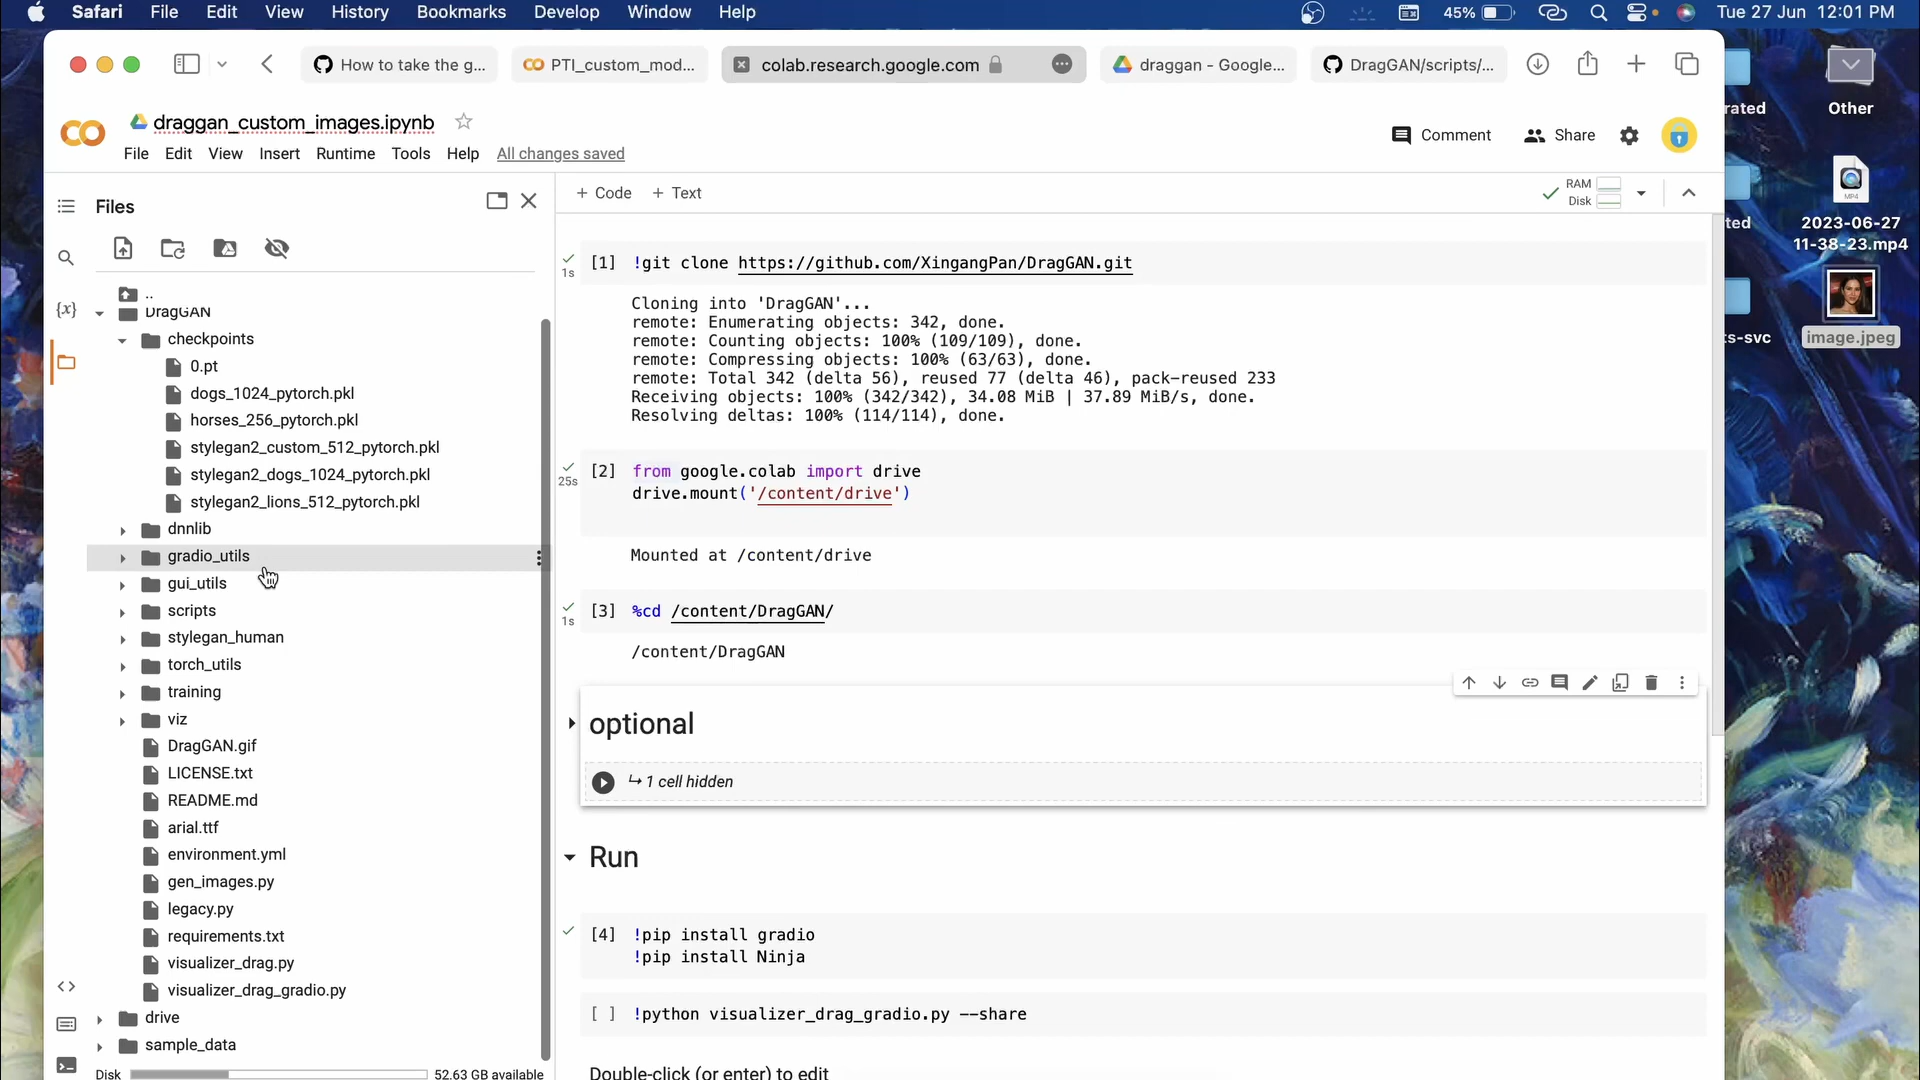 Safari File Edit View History Bookmarks Develop Window Help 45% Tue 27 Jun 12:01 PM
How to take the g... PTI_custom_mod... colab.research.google.com draggan - Google... DragGAN/scripts/...
draggan_custom_images.ipynb
File Edit View Insert Runtime Tools Help All changes saved
Comment Share
Files
+ Code + Text
RAM
Disk
..
DragGAN
checkpoints
0.pt
dogs_1024_pytorch.pkl
horses_256_pytorch.pkl
stylegan2_custom_512_pytorch.pkl
stylegan2_dogs_1024_pytorch.pkl
stylegan2_lions_512_pytorch.pkl
dnnlib
gradio_utils
gui_utils
scripts
stylegan_human
torch_utils
training
viz
DragGAN.gif
LICENSE.txt
README.md
arial.ttf
environment.yml
gen_images.py
legacy.py
requirements.txt
visualizer_drag.py
visualizer_drag_gradio.py
drive
sample_data
Disk 52.63 GB available
1s [1] !git clone https://github.com/XingangPan/DragGAN.git
Cloning into 'DragGAN'...
remote: Enumerating objects: 342, done.
remote: Counting objects: 100% (109/109), done.
remote: Compressing objects: 100% (63/63), done.
remote: Total 342 (delta 56), reused 77 (delta 46), pack-reused 233
Receiving objects: 100% (342/342), 34.08 MiB | 37.89 MiB/s, done.
Resolving deltas: 100% (114/114), done.
25s [2] from google.colab import drive
drive.mount('/content/drive')
Mounted at /content/drive
1s [3] %cd /content/DragGAN/
/content/DragGAN
optional
1 cell hidden
Run
[4] !pip install gradio
!pip install Ninja
[ ] !python visualizer_drag_gradio.py --share
Double-click (or enter) to edit
rated
Other
MP4
ted
2023-06-27
11-38-23.mp4
ts-svc
image.jpeg